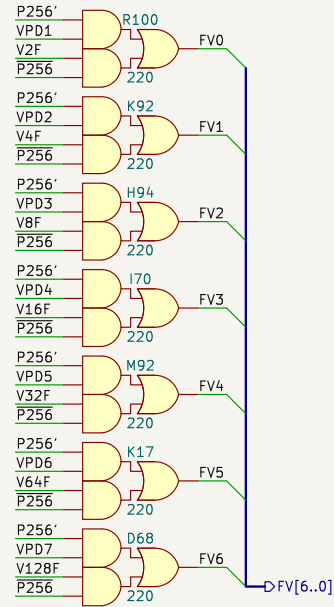 P256′ R100
VPD1
V2F FV0
P256
220
P256′ K92
VPD2
V4F FV1
P256
220
P256′ H94
VPD3
V8F FV2
P256
220
P256′ I70
VPD4
V16F FV3
P256
220
P256′ M92
VPD5
V32F FV4
P256
220
P256′ K17
VPD6
V64F FV5
P256
220
P256′ D68
VPD7
V128F FV6
P256
220
FV[6..0]